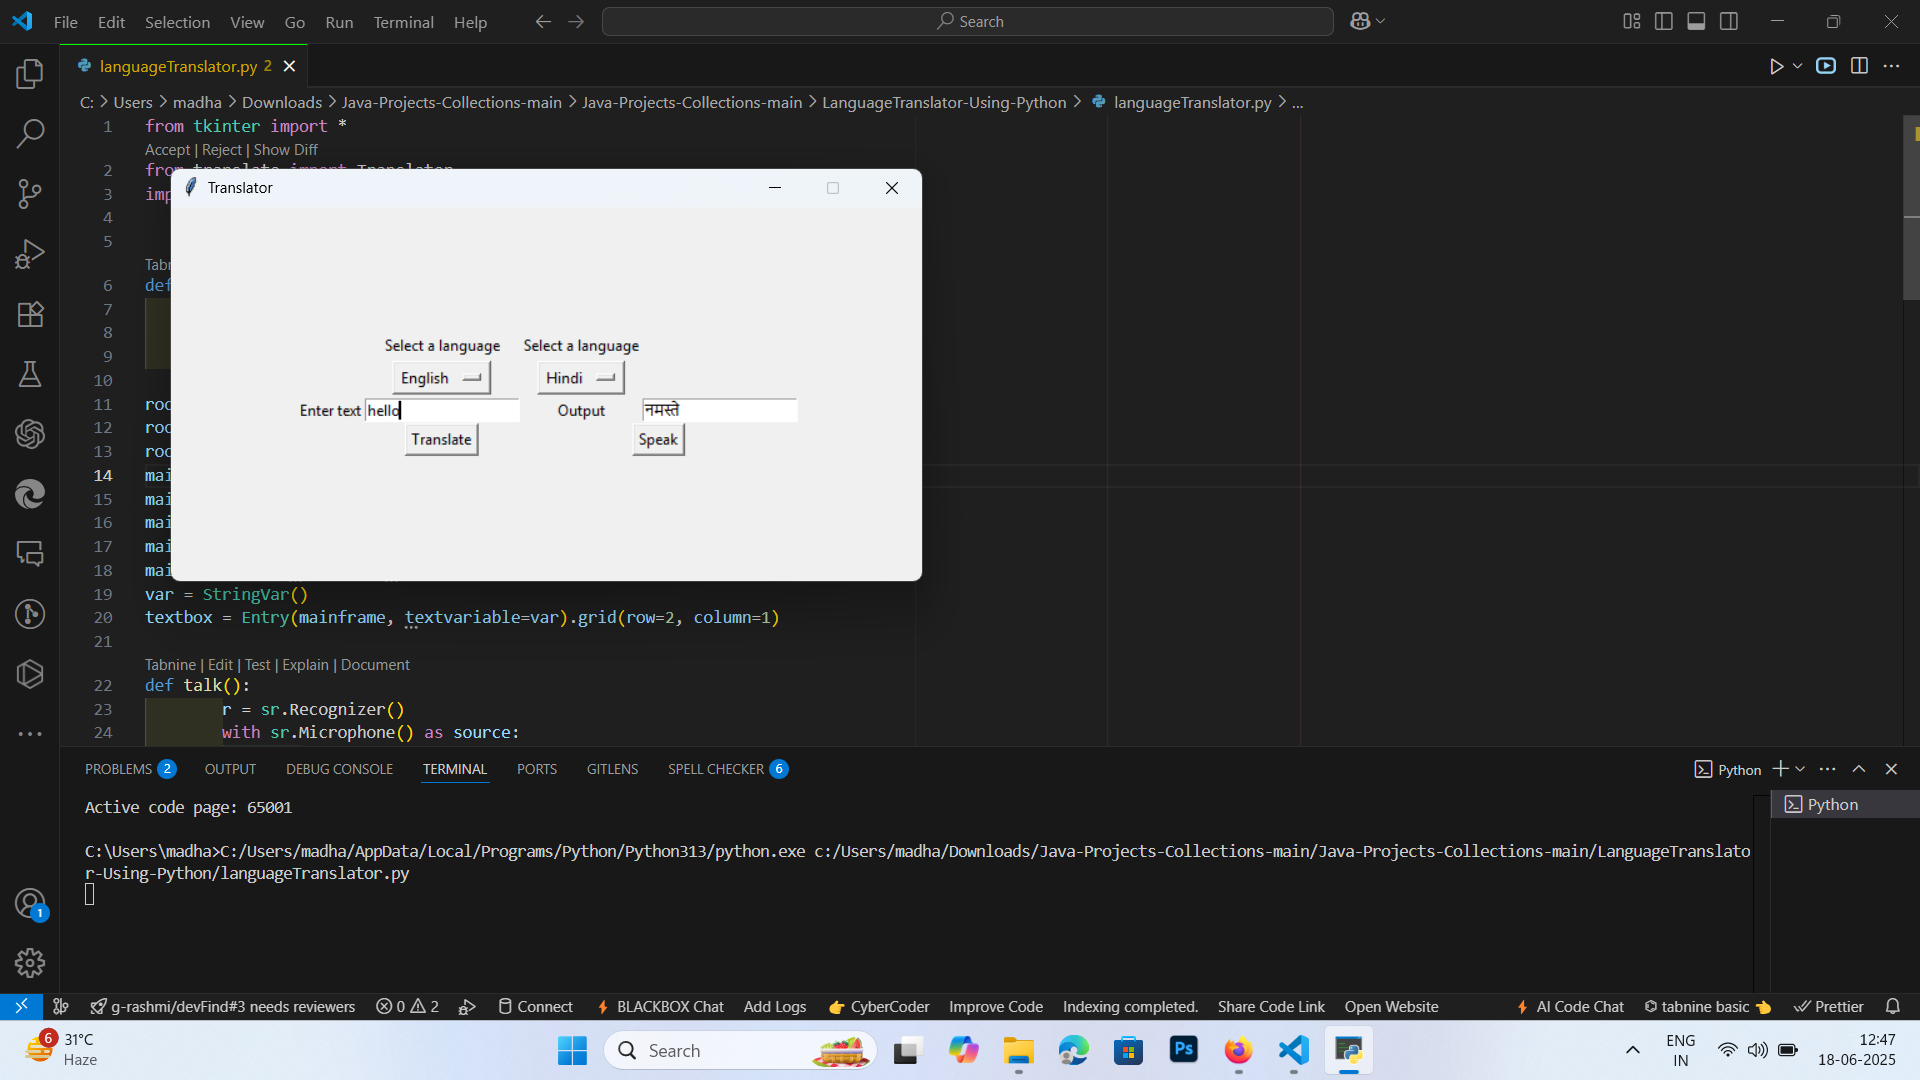 File Edit Selection View Go Run Terminal Help Search
languageTranslator.py 2
C: > Users > madha > Downloads > Java-Projects-Collections-main > Java-Projects-Collections-main > LanguageTranslator-Using-Python > languageTranslator.py > ...
1 from tkinter import *
Accept | Reject | Show Diff
2 from translate import Translator
3 imp
4
5
Tabn
6 def
7
8
9
10
11 roo
12 roo
13 roo
14 mai
15 mai
16 mai
17 mai
18 mai
Translator
Select a language Select a language
English Hindi
Enter text hello Output नमस्ते
Translate Speak
19 var = StringVar()
20 textbox = Entry(mainframe, textvariable=var).grid(row=2, column=1)
21
Tabnine | Edit | Test | Explain | Document
22 def talk():
23 r = sr.Recognizer()
24 with sr.Microphone() as source:
PROBLEMS 2 OUTPUT DEBUG CONSOLE TERMINAL PORTS GITLENS SPELL CHECKER 6 Python
Python
Active code page: 65001
C:\Users\madha>C:/Users/madha/AppData/Local/Programs/Python/Python313/python.exe c:/Users/madha/Downloads/Java-Projects-Collections-main/Java-Projects-Collections-main/LanguageTranslato
r-Using-Python/languageTranslator.py
1
g-rashmi/devFind#3 needs reviewers 0 2 Connect BLACKBOX Chat Add Logs CyberCoder Improve Code Indexing completed. Share Code Link Open Website AI Code Chat tabnine basic Prettier
6 31°C
Haze
Search
Ps
ENG
IN
12:47
18-06-2025